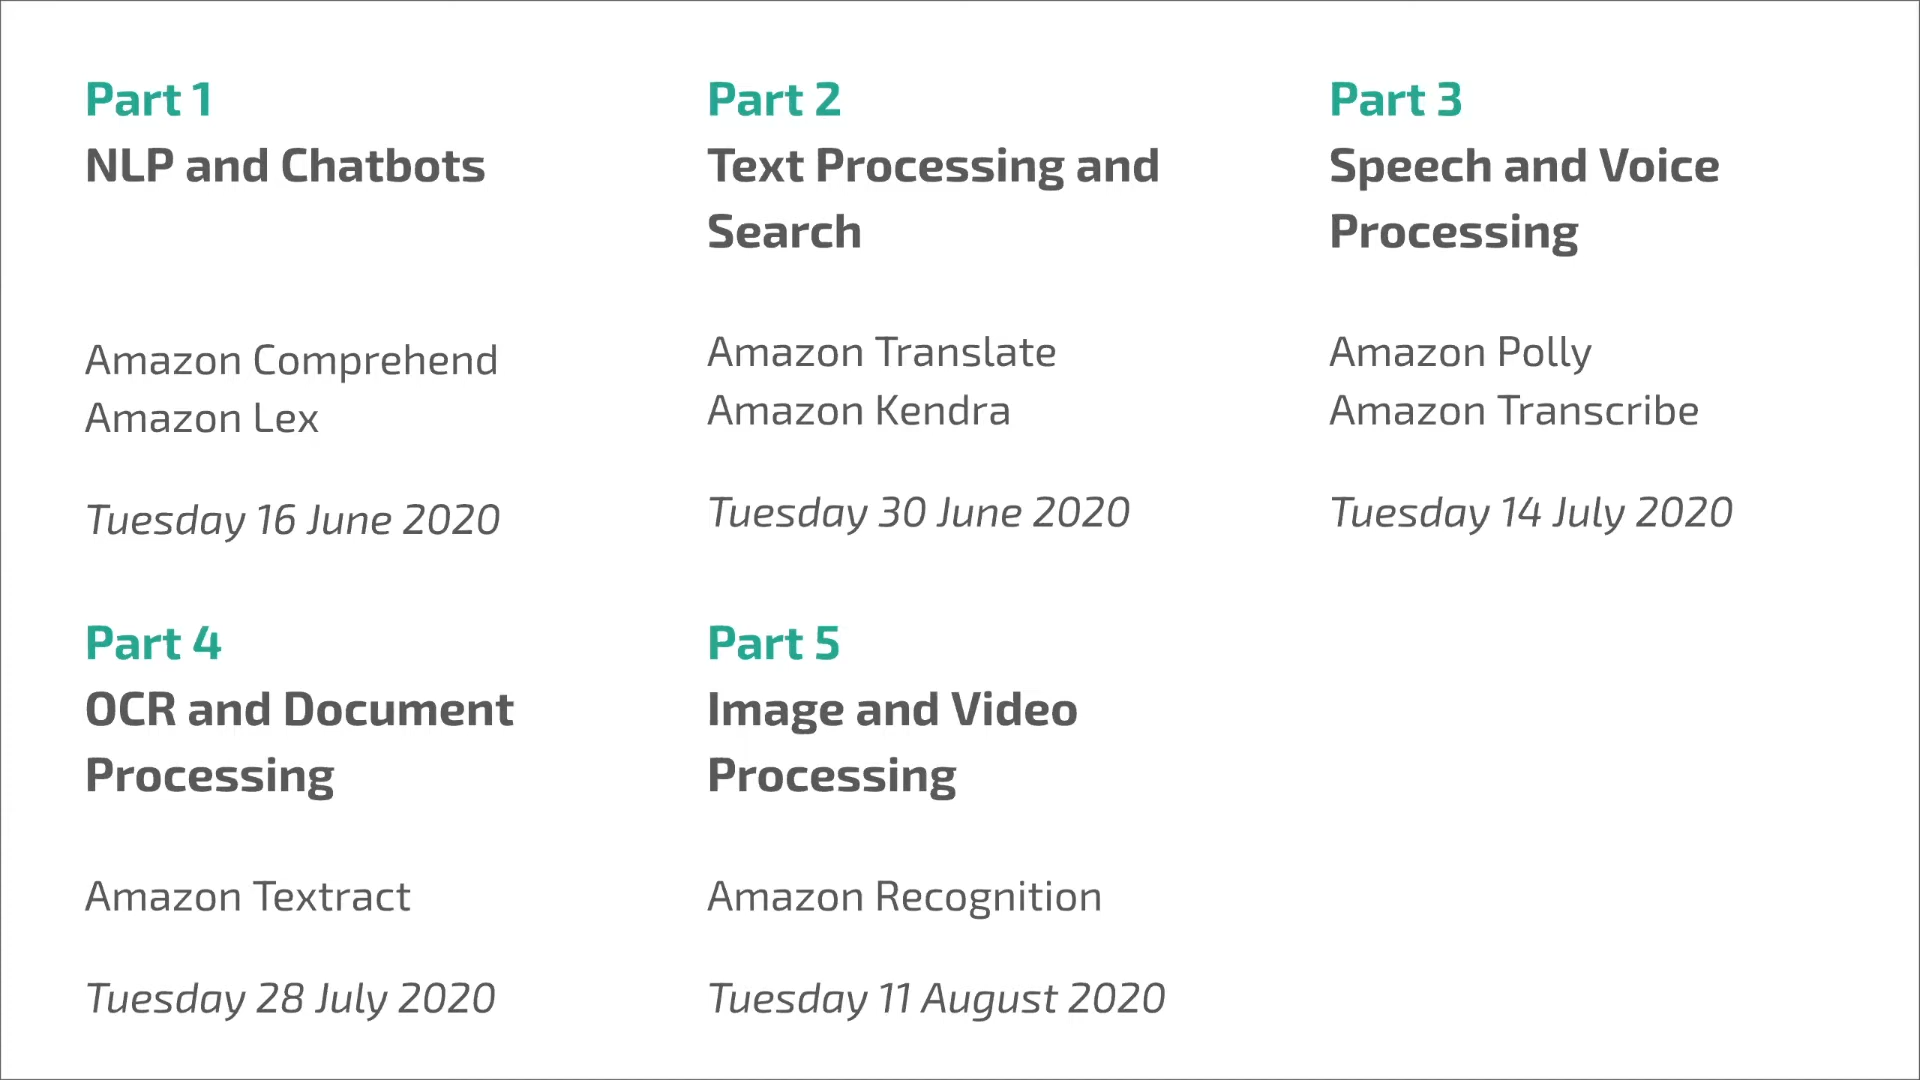 Part 1
NLP and Chatbots
Amazon Comprehend
Amazon Lex
Tuesday 16 June 2020
Part 2
Text Processing and
Search
Amazon Translate
Amazon Kendra
Tuesday 30 June 2020
Part 3
Speech and Voice
Processing
Amazon Polly
Amazon Transcribe
Tuesday 14 July 2020
Part 4
OCR and Document
Processing
Amazon Textract
Tuesday 28 July 2020
Part 5
Image and Video
Processing
Amazon Recognition
Tuesday 11 August 2020